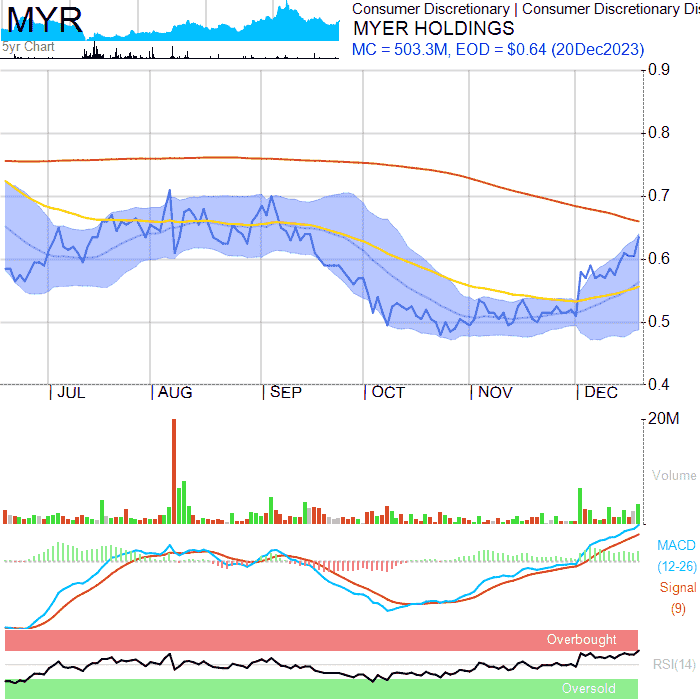 MYR
5yr Chart
Consumer Discretionary | Consumer Discretionary Dis
MYER HOLDINGS
MC = 503.3M, EOD = $0.64 (20Dec2023)
0.9
0.8
0.7
0.6
0.5
0.4
JUL AUG SEP OCT NOV DEC
20M
Volume
MACD
(12-26)
Signal
(9)
Overbought
RSI(14)
Oversold